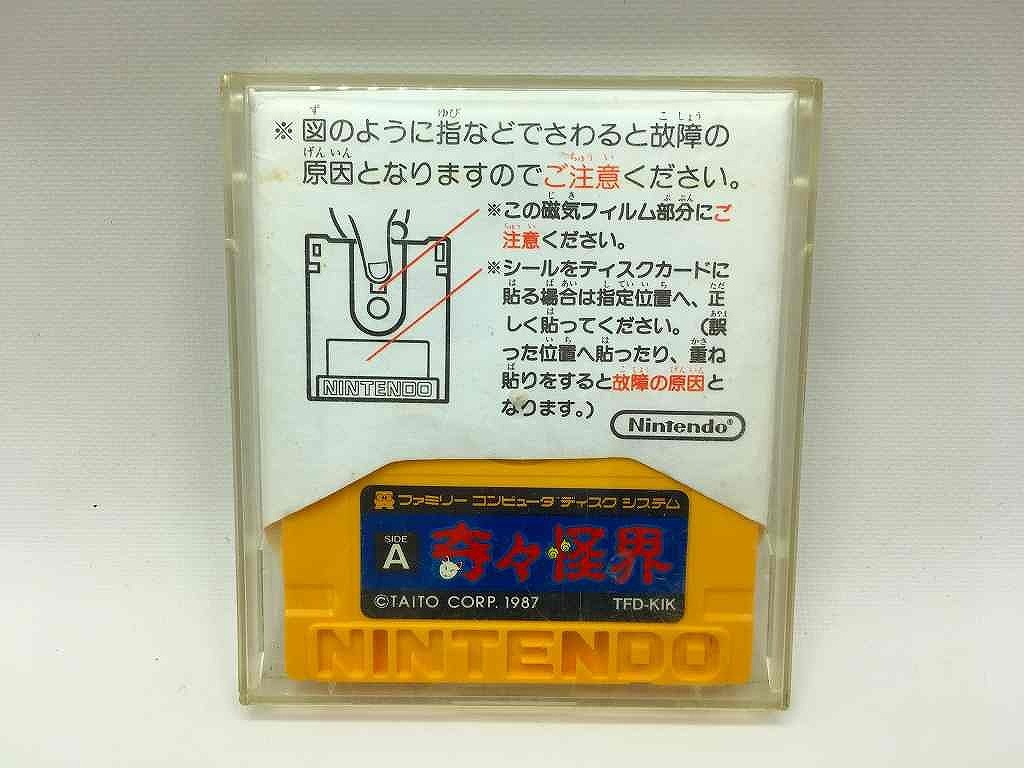 ※図のように指などでさわると故障の
原因となりますのでご注意ください。
※この磁気フィルム部分にご
注意ください。
※シールをディスクカードに
貼る場合は指定位置へ、正
しく貼ってください。(誤
った位置へ貼ったり、重ね
貼りをすると故障の原因と
なります。)
NINTENDO
Nintendo®
ファミリー コンピュータ ディスク システム
SIDE
A
奇々怪界
©TAITO CORP. 1987 TFD-KIK
NINTENDO